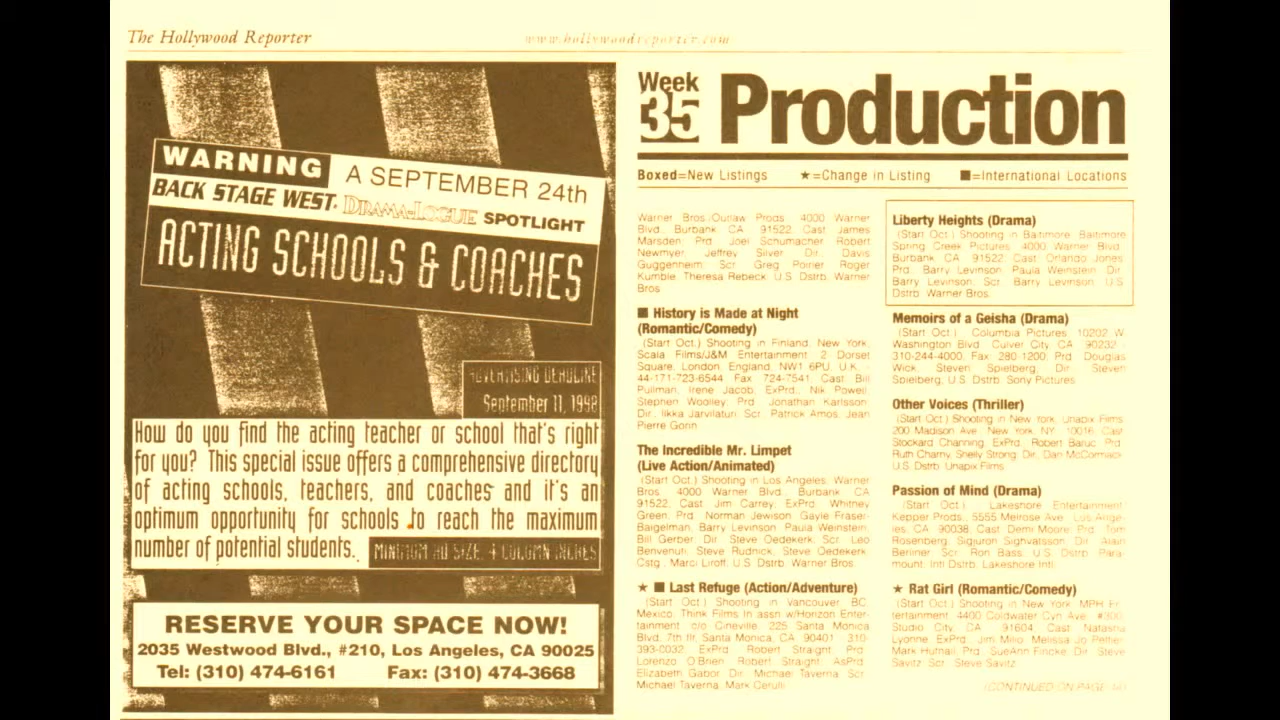 The Hollywood Reporter
www.hollywoodreporter.com
WARNING
A SEPTEMBER 24th
BACK STAGE WEST. DRAMA-LOGUE SPOTLIGHT
ACTING SCHOOLS & COACHES
ADVERTISING DEADLINE
September 11, 1998
How do you find the acting teacher or school that's right
for you? This special issue offers a comprehensive directory
of acting schools, teachers, and coaches and it's an
optimum opportunity for schools to reach the maximum
number of potential students.
MINIMUM AD SIZE, 4 COLUMN INCHES
RESERVE YOUR SPACE NOW!
2035 Westwood Blvd., #210, Los Angeles, CA 90025
Tel: (310) 474-6161 Fax: (310) 474-3668
Week
35
Production
Boxed=New Listings ★=Change in Listing ■=International Locations
Warner Bros./Outlaw Prods. 4000 Warner
Blvd., Burbank CA 91522. Cast James
Marsden; Prd Joel Schumacher Robert
Newmyer, Jeffrey Silver Dir. Davis
Guggenheim; Scr Greg Poirier Roger
Kumble Theresa Rebeck U.S Dstrb. Warner
Bros
■ History is Made at Night
(Romantic/Comedy)
(Start Oct.) Shooting in Finland, New York,
Scala Films/J&M Entertainment 2 Dorset
Square, London, England, NW1 6PU, U.K. -
44-171-723-6544 Fax 724-7541 Cast Bill
Pullman, Irene Jacob, ExPrd., Nik Powell,
Stephen Woolley. Prd Jonathan Karlsson;
Dir., Ilkka Jarvilaturi, Scr., Patrick Amos, Jean
Pierre Gorin
The Incredible Mr. Limpet
(Live Action/Animated)
(Start Oct.) Shooting in Los Angeles, Warner
Bros. 4000 Warner Blvd., Burbank, CA
91522, Cast Jim Carrey; ExPrd Whitney
Green, Prd Norman Jewison Gayle Fraser-
Baigelman, Barry Levinson Paula Weinstein,
Bill Gerber Dir Steve Oedekerk, Scr Leo
Benvenuti, Steve Rudnick, Steve Oedekerk,
Cstg., Marci Liroff, U.S Dstrb Warner Bros.
★ ■ Last Refuge (Action/Adventure)
(Start Oct.) Shooting in Vancouver, BC,
Mexico, Think Films In assn w/Horizon Enter-
tainment c/o Cineville, 225 Santa Monica
Blvd, 7th flr, Santa Monica, CA 90401 310-
393-0032, ExPrd Robert Straight; Prd
Lorenzo O'Brien Robert Straight, AsPrd
Elizabeth Gabor Dir Michael Taverna Scr
Michael Taverna, Mark Cerulli
Liberty Heights (Drama)
(Start Oct.) Shooting in Baltimore, Baltimore
Spring Creek Pictures, 4000 Warner Blvd
Burbank CA 91522. Cast Orlando Jones
Prd., Barry Levinson, Paula Weinstein, Dir.
Barry Levinson, Scr. Barry Levinson U.S
Dstrb Warner Bros.
Memoirs of a Geisha (Drama)
(Start Oct.) Columbia Pictures, 10202 W
Washington Blvd Culver City, CA 90232 -
310-244-4000, Fax 280-1200, Prd Douglas
Wick, Steven Spielberg, Dir Steven
Spielberg, U.S Dstrb. Sony Pictures
Other Voices (Thriller)
(Start Oct.) Shooting in New York, Unapix Films
200 Madison Ave New York, NY, 10016, Cast
Stockard Channing, ExPrd Robert Baruc, Prd
Ruth Charny, Shelly Strong, Dir., Dan McCormack
U.S Dstrb Unapix Films
Passion of Mind (Drama)
(Start Oct.) Lakeshore Entertainment
Kepper Prods., 5555 Melrose Ave Los Ange-
les, CA 90038, Cast Demi Moore, Prd Tom
Rosenberg, Sigurjon Sighvatsson, Dir Alain
Berliner Scr Ron Bass, U.S Dstrb Para-
mount, Intl Dstrb, Lakeshore Intl
★ Rat Girl (Romantic/Comedy)
(Start Oct.) Shooting in New York, MPH En-
tertainment 4400 Coldwater Cyn Ave #300,
Studio City, CA 91604, Cast Natasha
Lyonne, ExPrd., Jim Milio Melissa Jo Peltier
Mark Hufnail, Prd., SueAnn Fincke, Dir Steve
Savitz, Scr. Steve Savitz